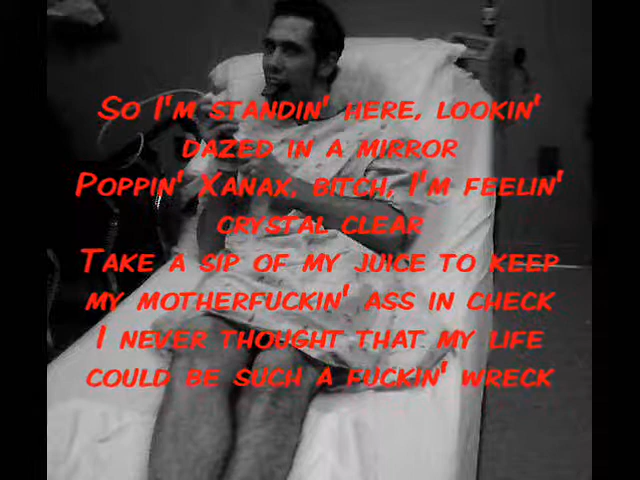 So I'm standin' here, lookin'
dazed in a mirror
Poppin' Xanax, bitch, I'm feelin'
crystal clear
Take a sip of my juice to keep
my motherfuckin' ass in check
I never thought that my life
could be such a fuckin' wreck